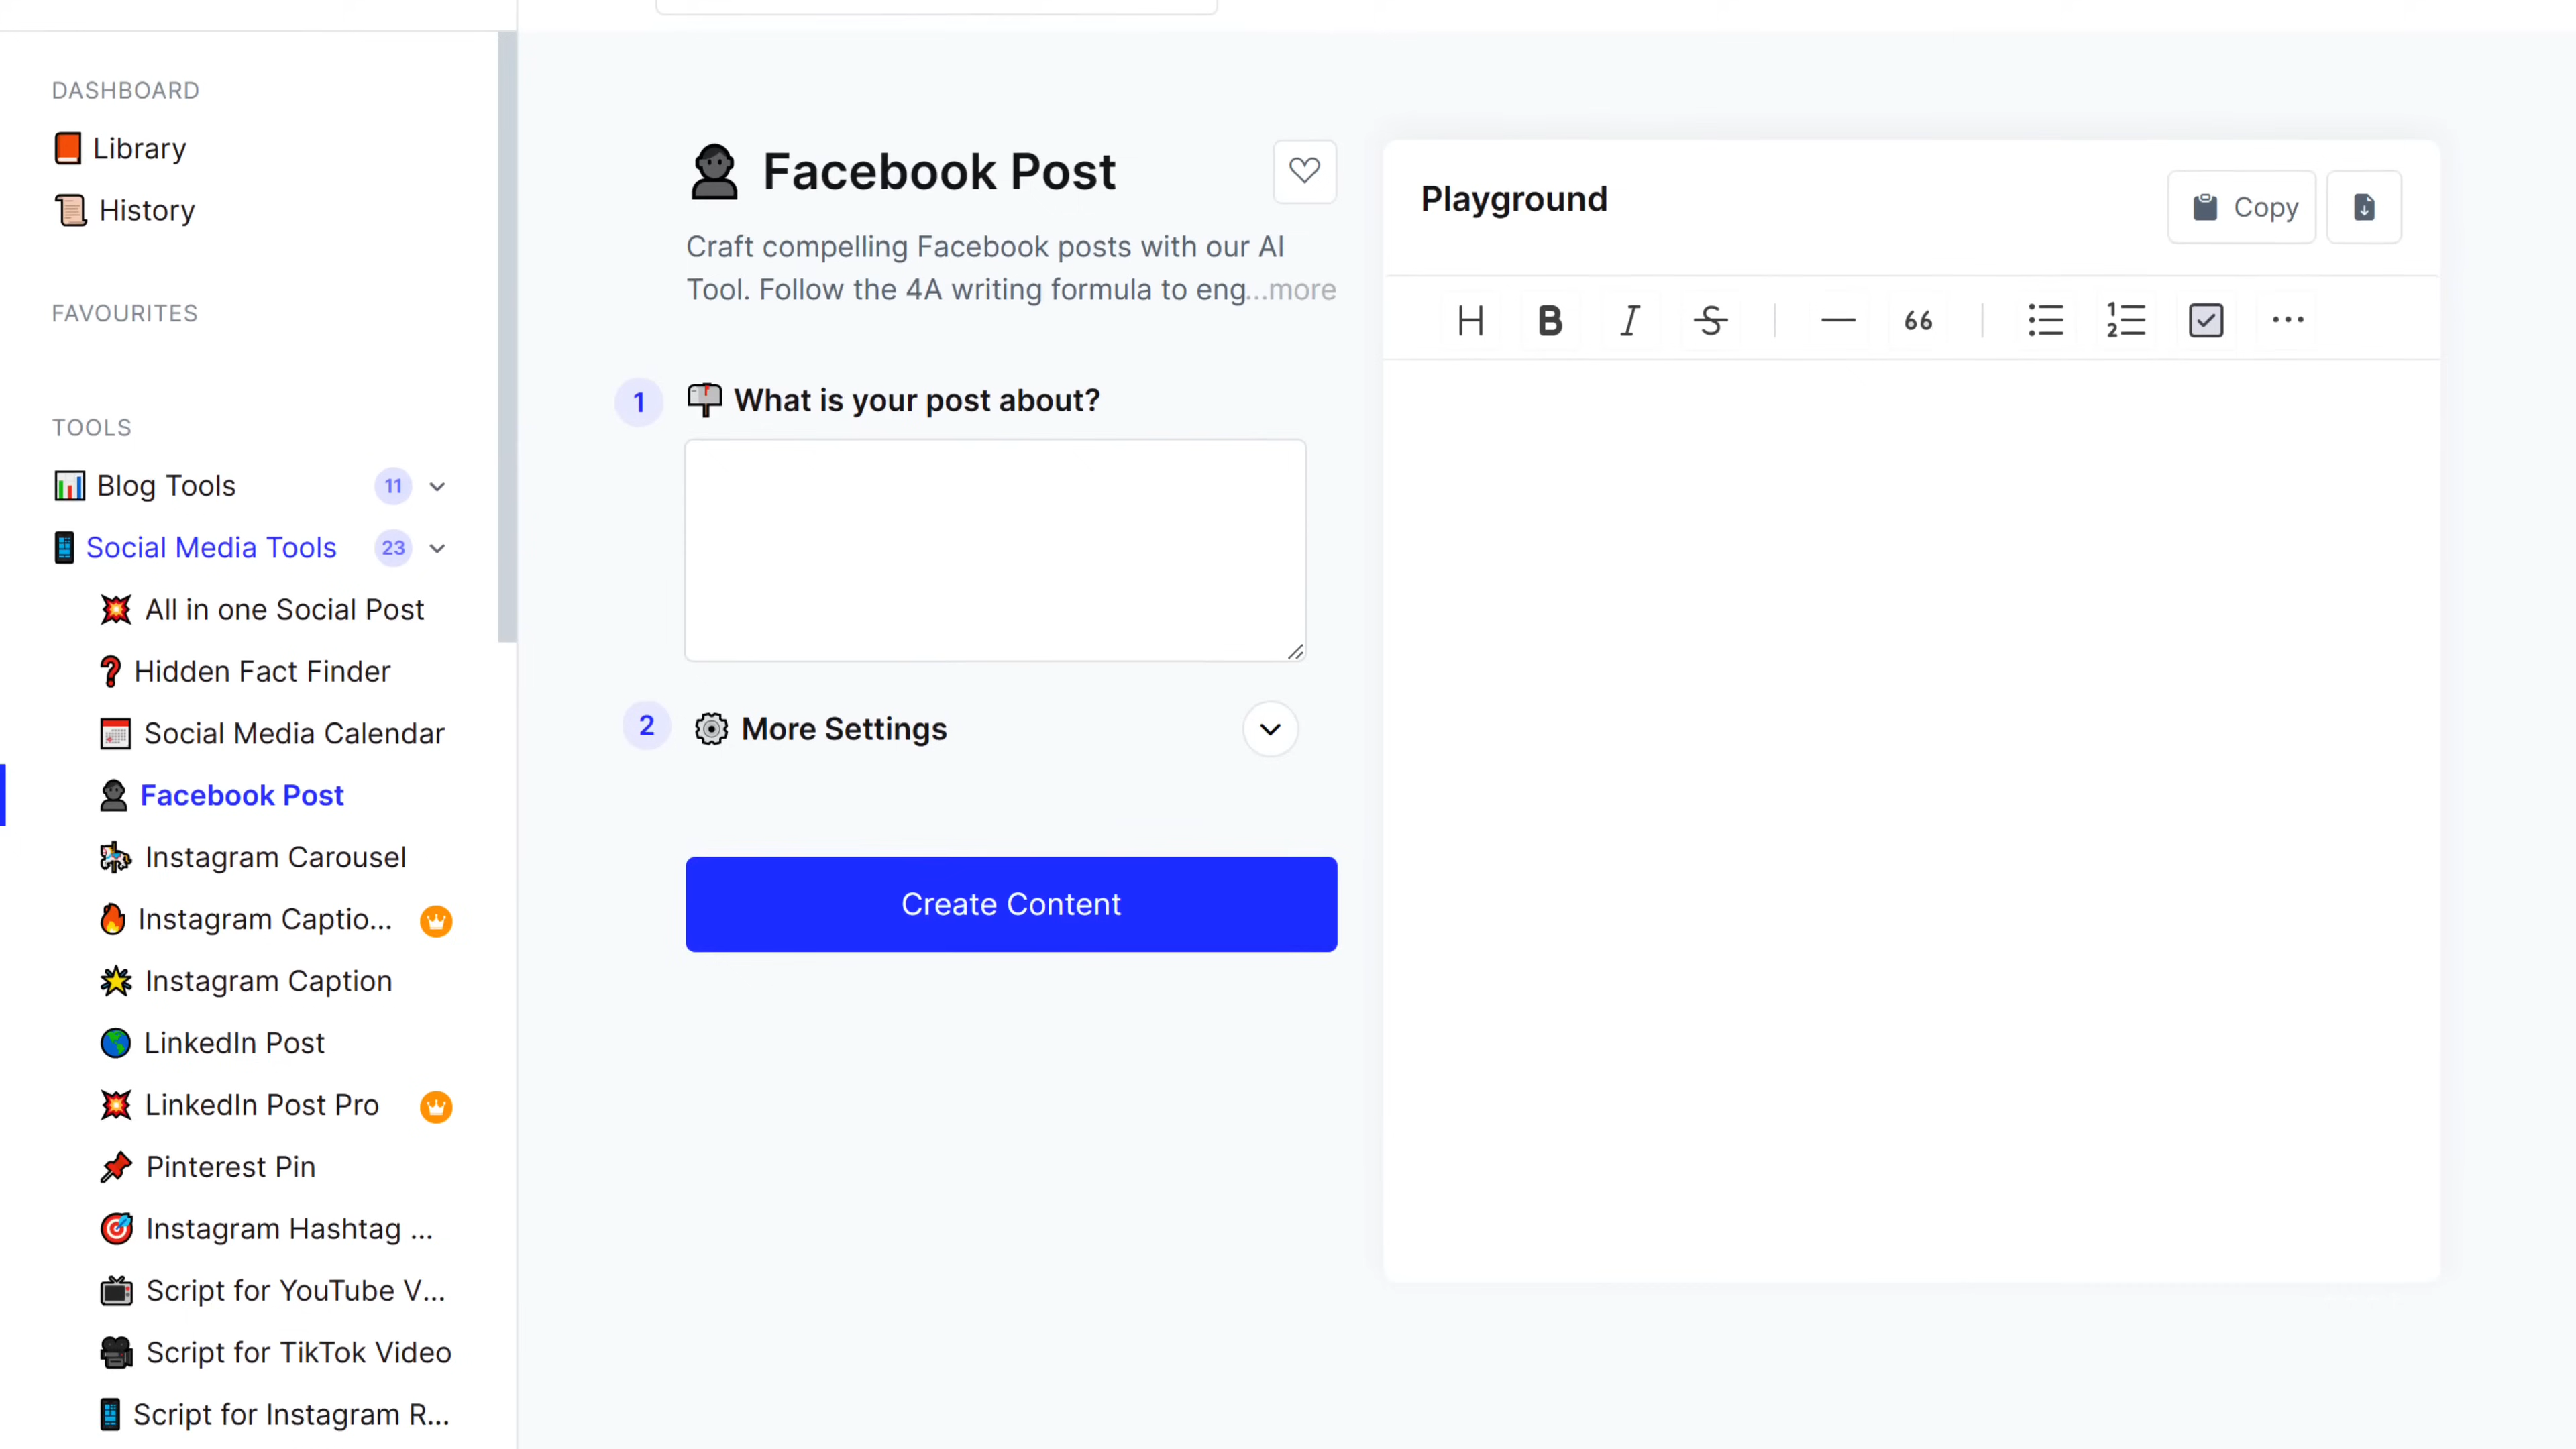 DASHBOARD
Library
History
FAVOURITES
TOOLS
Blog Tools 11
Social Media Tools 23
All in one Social Post
Hidden Fact Finder
Social Media Calendar
Facebook Post
Instagram Carousel
Instagram Captio...
Instagram Caption
LinkedIn Post
LinkedIn Post Pro
Pinterest Pin
Instagram Hashtag ...
Script for YouTube V...
Script for TikTok Video
Script for Instagram R...
Facebook Post
Craft compelling Facebook posts with our AI
Tool. Follow the 4A writing formula to eng...more
1 What is your post about?
2 More Settings
Create Content
Playground
Copy
H B I S 66